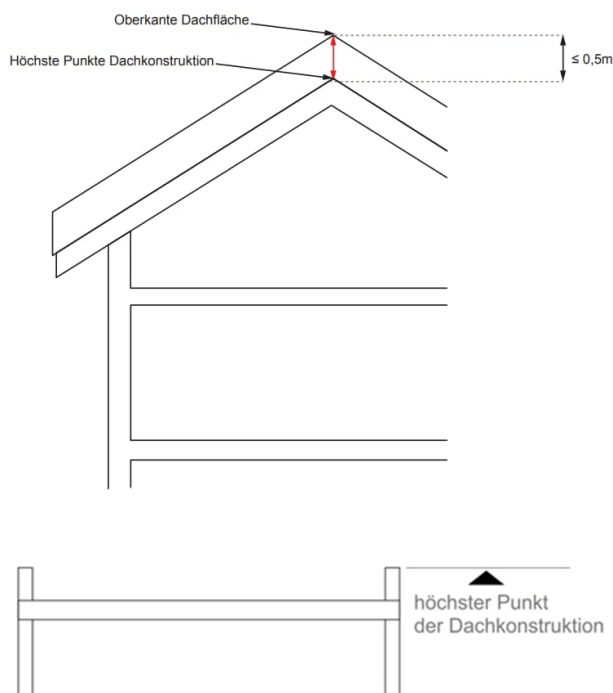 Oberkante Dachfläche
≤ 0,5m
Höchste Punkte Dachkonstruktion
höchster Punkt
der Dachkonstruktion